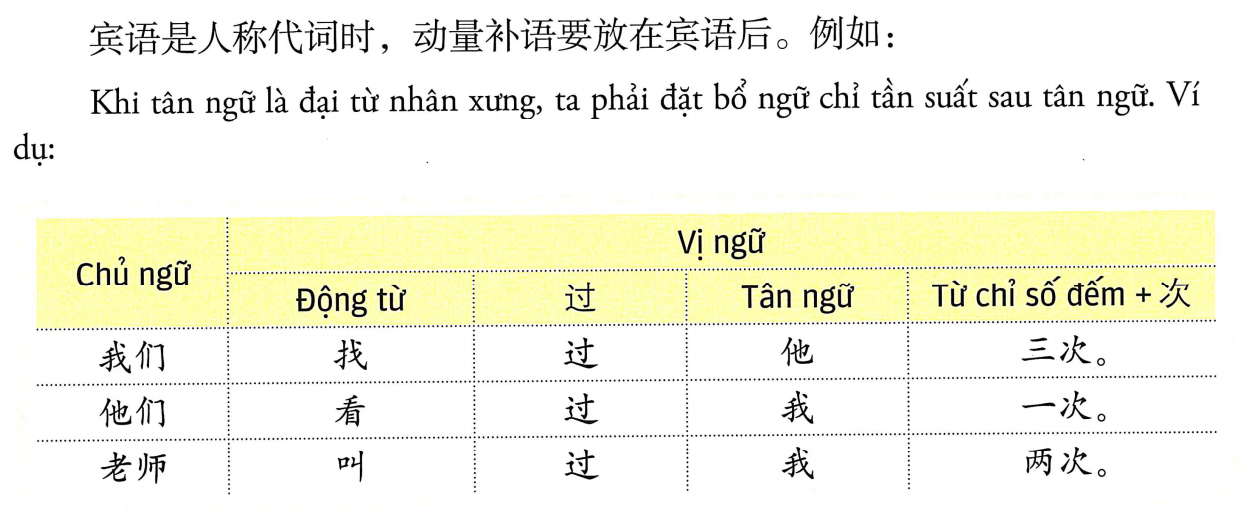 宾语是人称代词时，动量补语要放在宾语后。例如：
Khi tân ngữ là đại từ nhân xưng, ta phải đặt bổ ngữ chỉ tần suất sau tân ngữ. Ví
dụ:
Chủ ngữ Vị ngữ
Động từ 过 Tân ngữ Từ chỉ số đếm + 次
我们 找 过 他 三次。
他们 看 过 我 一次。
老师 叫 过 我 两次。